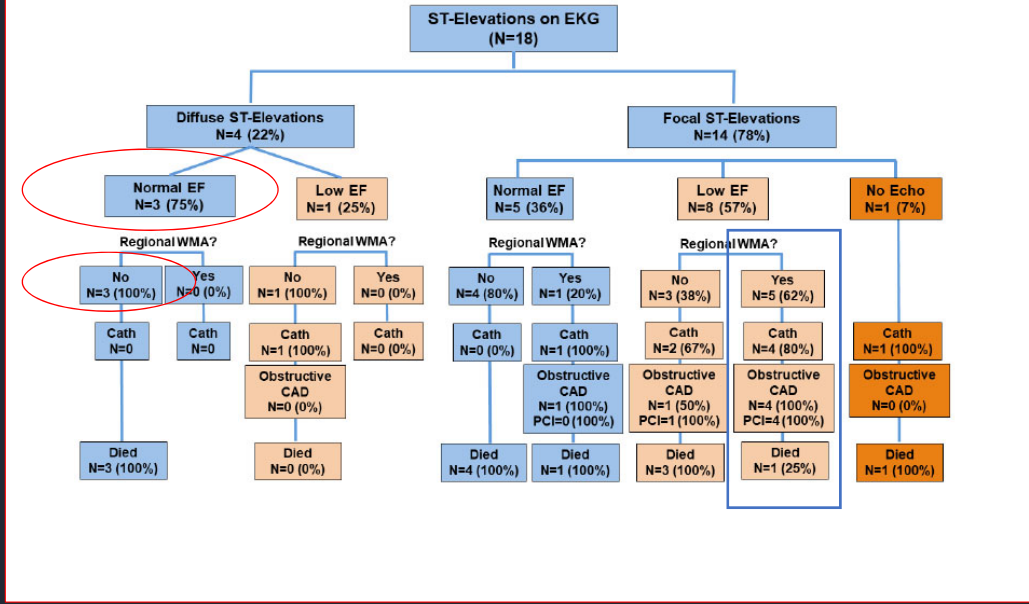 ST-Elevations on EKG
(N=18)
Diffuse ST-Elevations
N=4 (22%)
Focal ST-Elevations
N=14 (78%)
Normal EF
N=3 (75%)
Low EF
N=1 (25%)
Normal EF
N=5 (36%)
Low EF
N=8 (57%)
No Echo
N=1 (7%)
Regional WMA?
Regional WMA?
Regional WMA?
Regional WMA?
No
N=3 (100%)
Yes
N=0 (0%)
No
N=1 (100%)
Yes
N=0 (0%)
No
N=4 (80%)
Yes
N=1 (20%)
No
N=3 (38%)
Yes
N=5 (62%)
Cath
N=0
Cath
N=0
Cath
N=1 (100%)
Cath
N=0 (0%)
Cath
N=0 (0%)
Cath
N=1 (100%)
Cath
N=2 (67%)
Cath
N=4 (80%)
Cath
N=1 (100%)
Obstructive
CAD
N=0 (0%)
Obstructive
CAD
N=1 (100%)
PCI=0 (100%)
Obstructive
CAD
N=1 (50%)
PCI=1 (100%)
Obstructive
CAD
N=4 (100%)
PCI=4 (100%)
Obstructive
CAD
N=0 (0%)
Died
N=3 (100%)
Died
N=0 (0%)
Died
N=4 (100%)
Died
N=1 (100%)
Died
N=3 (100%)
Died
N=1 (25%)
Died
N=1 (100%)